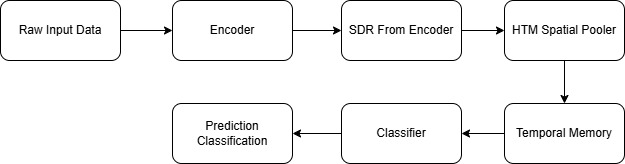 Raw Input Data
Encoder
SDR From Encoder
HTM Spatial Pooler
Temporal Memory
Classifier
Prediction
Classification